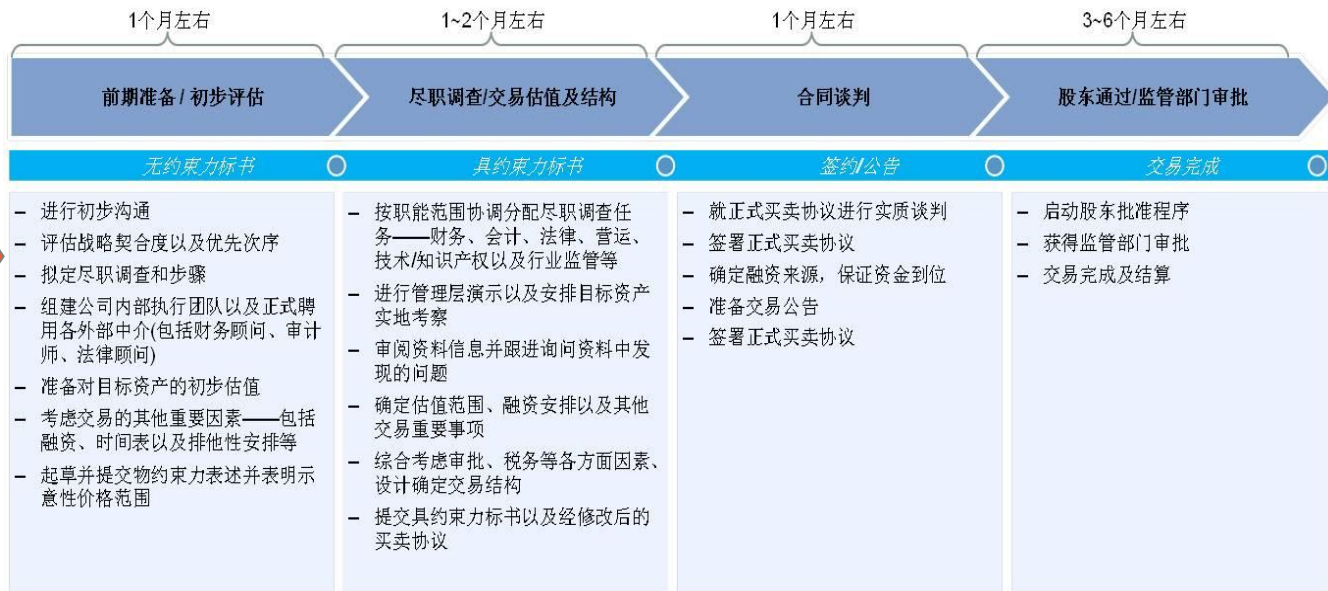 1个月左右
1~2个月左右
1个月左右
3~6个月左右
前期准备 / 初步评估
尽职调查/交易估值及结构
合同谈判
股东通过/监管部门审批
无约束力标书
具约束力标书
签约/公告
交易完成
– 进行初步沟通
– 评估战略契合度以及优先次序
– 拟定尽职调查和步骤
– 组建公司内部执行团队以及正式聘
用各外部中介(包括财务顾问、审计
师、法律顾问)
– 准备对目标资产的初步估值
– 考虑交易的其他重要因素——包括
融资、时间表以及排他性安排等
– 起草并提交物约束力表述并表明示
意性价格范围
– 按职能范围协调分配尽职调查任
务——财务、会计、法律、营运、
技术/知识产权以及行业监管等
– 进行管理层演示以及安排目标资产
实地考察
– 审阅资料信息并跟进询问资料中发
现的问题
– 确定估值范围、融资安排以及其他
交易重要事项
– 综合考虑审批、税务等各方面因素、
设计确定交易结构
– 提交具约束力标书以及经修改后的
买卖协议
– 就正式买卖协议进行实质谈判
– 签署正式买卖协议
– 确定融资来源，保证资金到位
– 准备交易公告
– 签署正式买卖协议
– 启动股东批准程序
– 获得监管部门审批
– 交易完成及结算